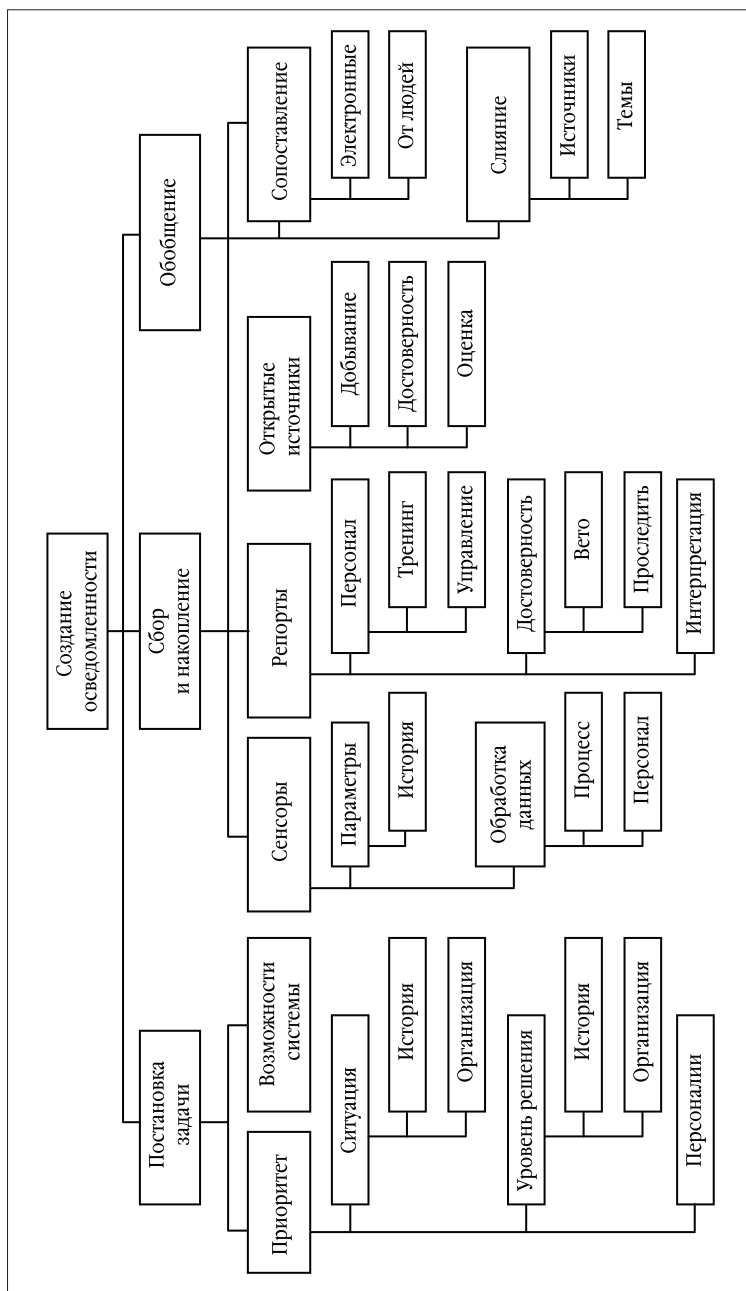 Создание
осведомленности
Постановка
задачи
Сбор
и накопление
Обобщение
Приоритет
Возможности
системы
Сенсоры
Репорты
Открытые
источники
Сопоставление
Ситуация
История
Организация
Уровень решения
История
Организация
Персоналии
Параметры
История
Обработка
данных
Процесс
Персонал
Персонал
Тренинг
Управление
Достоверность
Вето
Проследить
Интерпретация
Добывание
Достоверность
Оценка
Электронные
От людей
Слияние
Источники
Темы